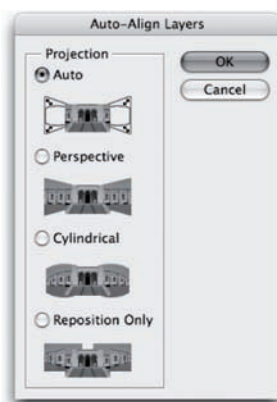 Auto-Align Layers
Projection
Auto
Perspective
Cylindrical
Reposition Only
OK
Cancel